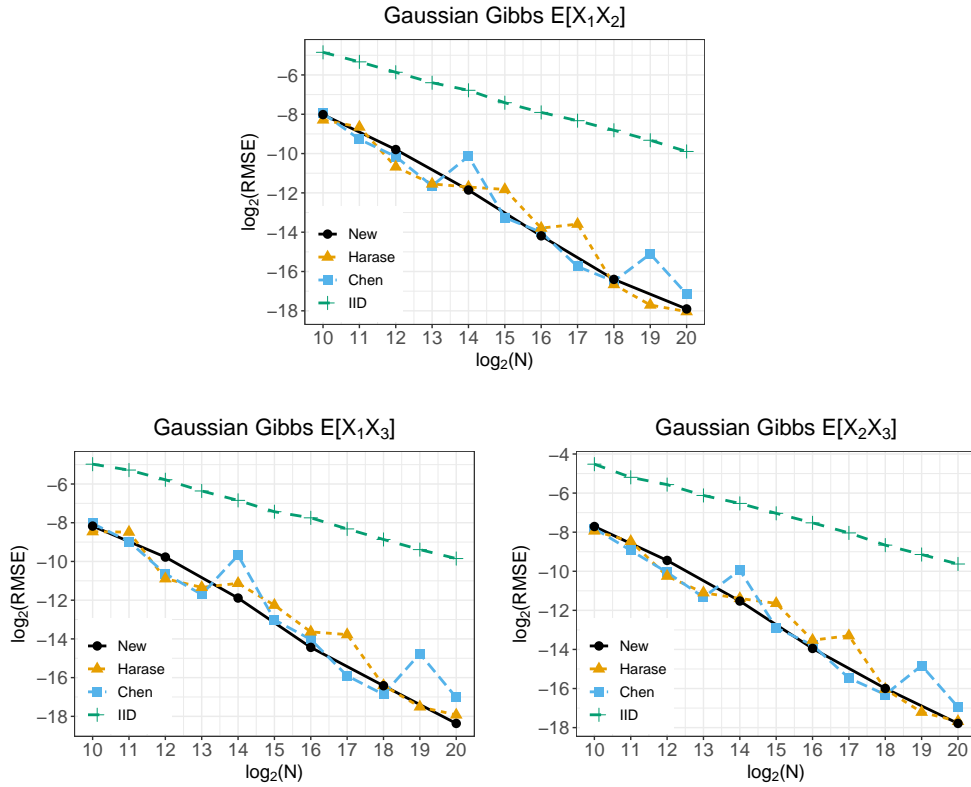 Gaussian Gibbs E[X₁X₂]
−6
−8
−10
−12
−14
−16
−18
log₂(RMSE)
New
Harase
Chen
IID
10 11 12 13 14 15 16 17 18 19 20
log₂(N)
Gaussian Gibbs E[X₁X₃]
−6
−8
−10
−12
−14
−16
−18
log₂(RMSE)
New
Harase
Chen
IID
10 11 12 13 14 15 16 17 18 19 20
log₂(N)
Gaussian Gibbs E[X₂X₃]
−4
−6
−8
−10
−12
−14
−16
−18
log₂(RMSE)
New
Harase
Chen
IID
10 11 12 13 14 15 16 17 18 19 20
log₂(N)